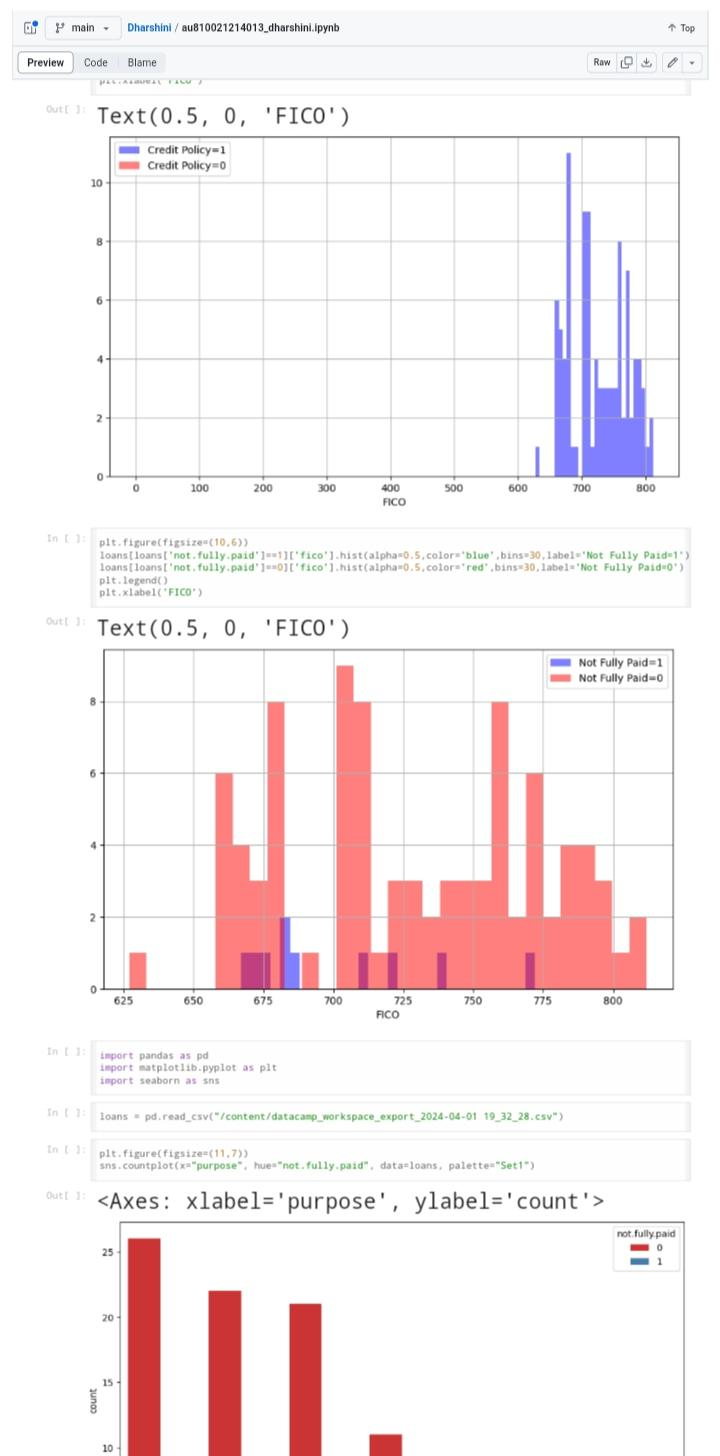 main
Dharshini / au810021214013_dharshini.ipynb
Top
Preview Code Blame
Raw
plt.xlabel('FICO')
Out[ ]: Text(0.5, 0, 'FICO')
Credit Policy=1
Credit Policy=0
10
8
6
4
2
0
0 100 200 300 400 500 600 700 800
FICO
In [ ]: plt.figure(figsize=(10,6))
loans[loans['not.fully.paid']==1]['fico'].hist(alpha=0.5,color='blue',bins=30,label='Not Fully Paid=1')
loans[loans['not.fully.paid']==0]['fico'].hist(alpha=0.5,color='red',bins=30,label='Not Fully Paid=0')
plt.legend()
plt.xlabel('FICO')
Out[ ]: Text(0.5, 0, 'FICO')
Not Fully Paid=1
Not Fully Paid=0
8
6
4
2
0
625 650 675 700 725 750 775 800
FICO
In [ ]: import pandas as pd
import matplotlib.pyplot as plt
import seaborn as sns
In [ ]: loans = pd.read_csv("/content/datacamp_workspace_export_2024-04-01 19_32_28.csv")
In [ ]: plt.figure(figsize=(11,7))
sns.countplot(x="purpose", hue="not.fully.paid", data=loans, palette="Set1")
Out[ ]: <Axes: xlabel='purpose', ylabel='count'>
not.fully.paid
0
1
25
20
15
10
count